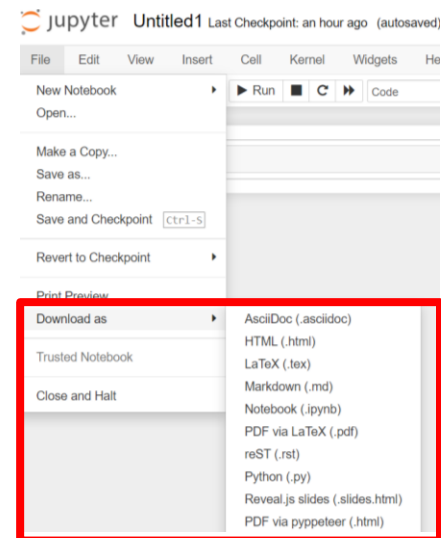 jupyter Untitled1 Last Checkpoint: an hour ago (autosaved)
File Edit View Insert Cell Kernel Widgets He
New Notebook
Run Code
Open...
Make a Copy...
Save as...
Rename...
Save and Checkpoint Ctrl-S
Revert to Checkpoint
Print Preview
Download as
AsciiDoc (.asciidoc)
HTML (.html)
Trusted Notebook
LaTeX (.tex)
Markdown (.md)
Close and Halt
Notebook (.ipynb)
PDF via LaTeX (.pdf)
reST (.rst)
Python (.py)
Reveal.js slides (.slides.html)
PDF via pyppeteer (.html)